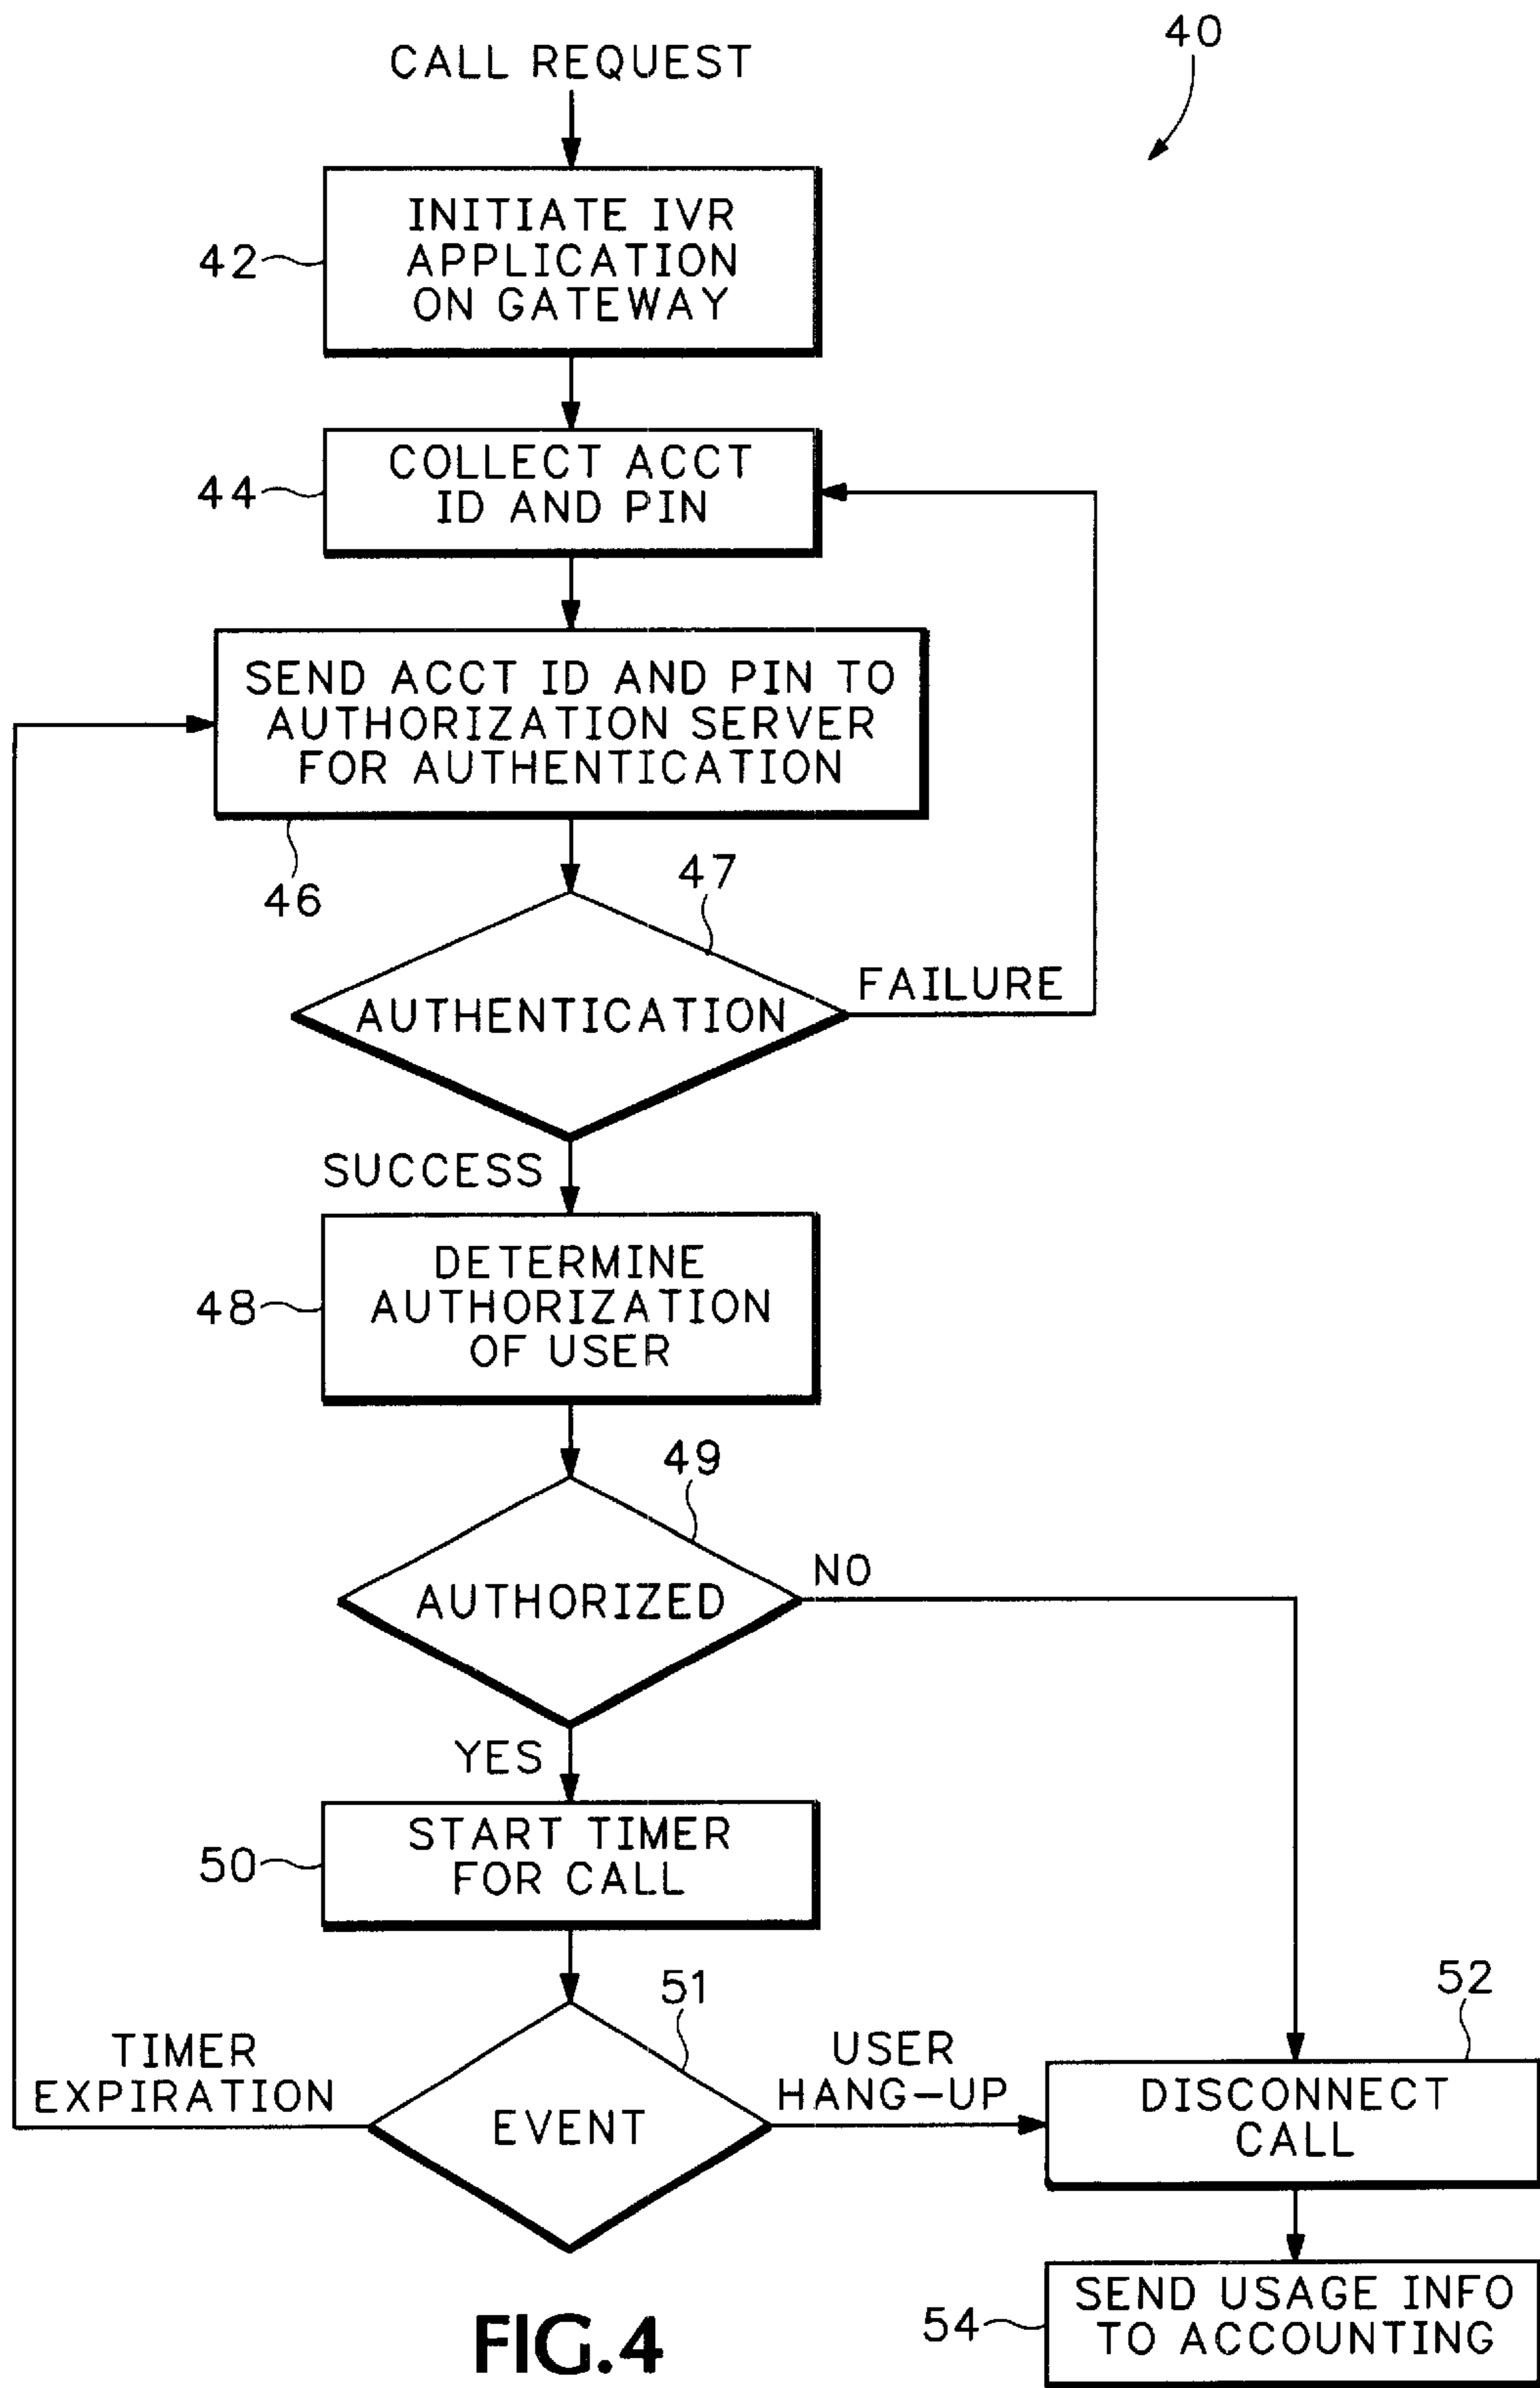 40
CALL REQUEST
INITIATE IVR
APPLICATION
ON GATEWAY
42
COLLECT ACCT
ID AND PIN
44
SEND ACCT ID AND PIN TO
AUTHORIZATION SERVER
FOR AUTHENTICATION
46
47
AUTHENTICATION
FAILURE
SUCCESS
DETERMINE
AUTHORIZATION
OF USER
48
49
AUTHORIZED
NO
YES
START TIMER
FOR CALL
50
51
EVENT
TIMER
EXPIRATION
USER
HANG-UP
52
DISCONNECT
CALL
SEND USAGE INFO
TO ACCOUNTING
54
FIG.4